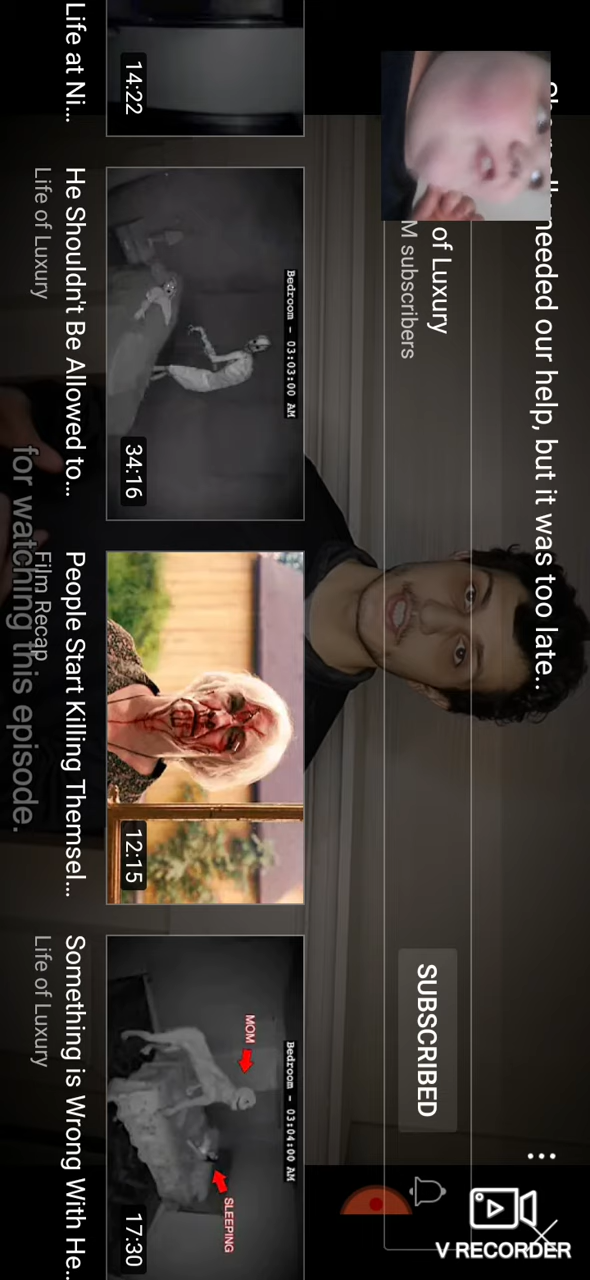 needed our help, but it was too late..
of Luxury
M subscribers
SUBSCRIBED
14:22
Life at Ni...
Bedroom - 03:03:00 AM
34:16
He Shouldn't Be Allowed to...
Life of Luxury
12:15
People Start Killing Themsel...
Film Recap
Bedroom - 03:04:00 AM
MOM
SLEEPING
17:30
Something is Wrong With He...
Life of Luxury
for watching this episode.
V RECORDER